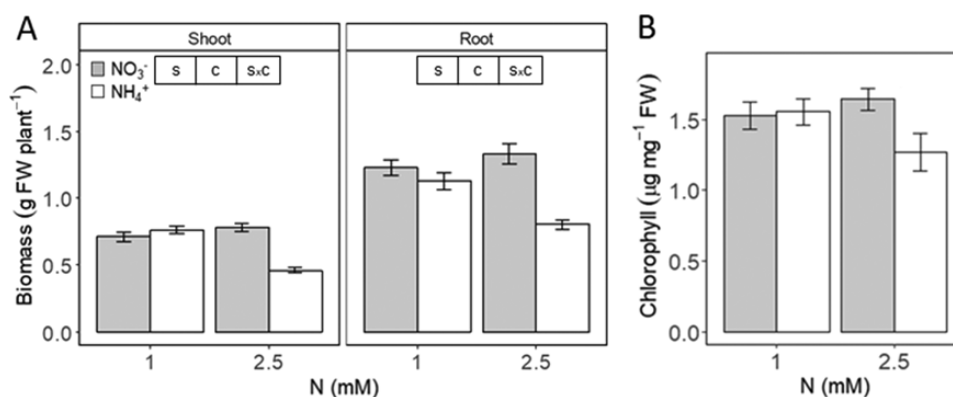 A
Shoot
Root
2.0
1.5
1.0
0.5
0.0
Biomass (g FW plant⁻¹)
NO₃⁻
NH₄⁺
S C SxC
S C SxC
1 2.5
1 2.5
N (mM)
B
1.5
1.0
0.5
0.0
Chlorophyll (µg mg⁻¹ FW)
1 2.5
N (mM)